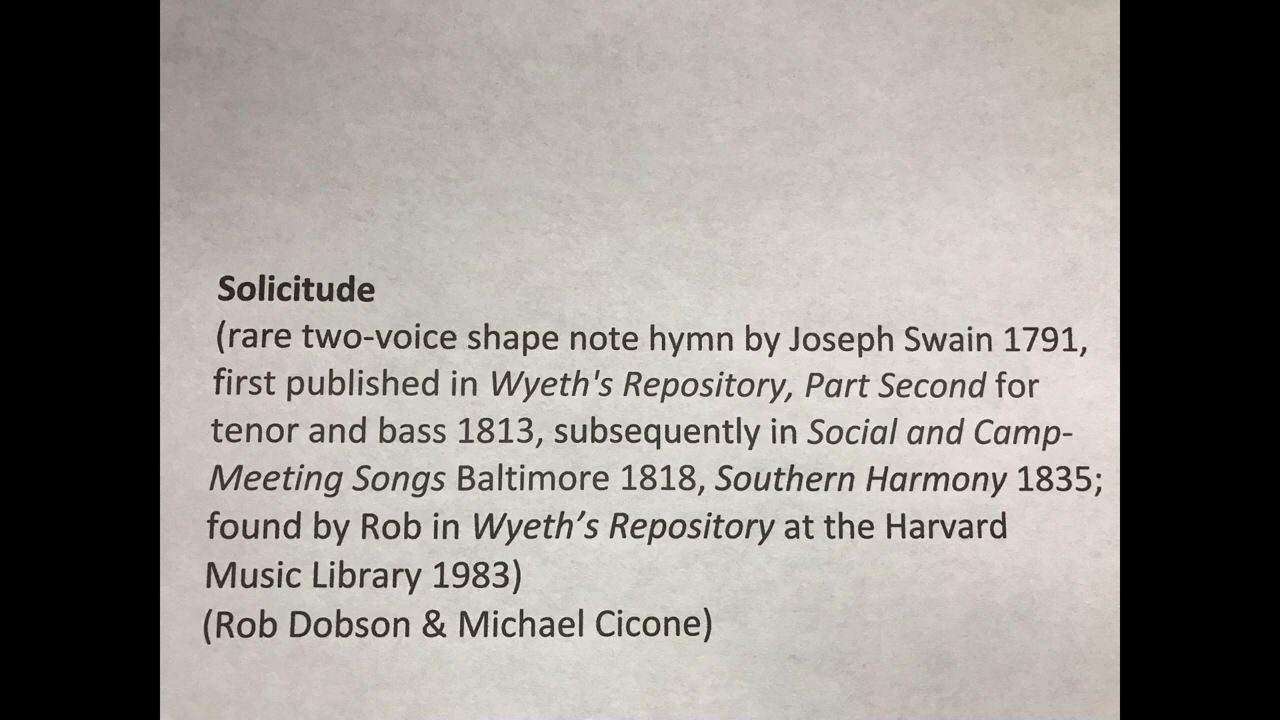 Solicitude
(rare two-voice shape note hymn by Joseph Swain 1791,
first published in Wyeth's Repository, Part Second for
tenor and bass 1813, subsequently in Social and Camp-
Meeting Songs Baltimore 1818, Southern Harmony 1835;
found by Rob in Wyeth’s Repository at the Harvard
Music Library 1983)
(Rob Dobson & Michael Cicone)